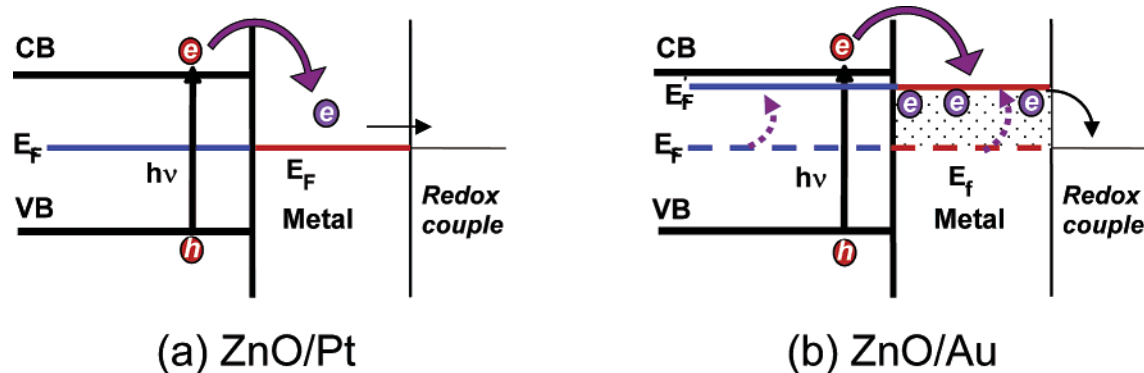 CB
e
e
E_F
hν
E_F
VB
Metal
Redox
couple
h
(a) ZnO/Pt
CB
e
E_F'
e e e
E_F
hν
E_f
VB
Metal
Redox
couple
h
(b) ZnO/Au